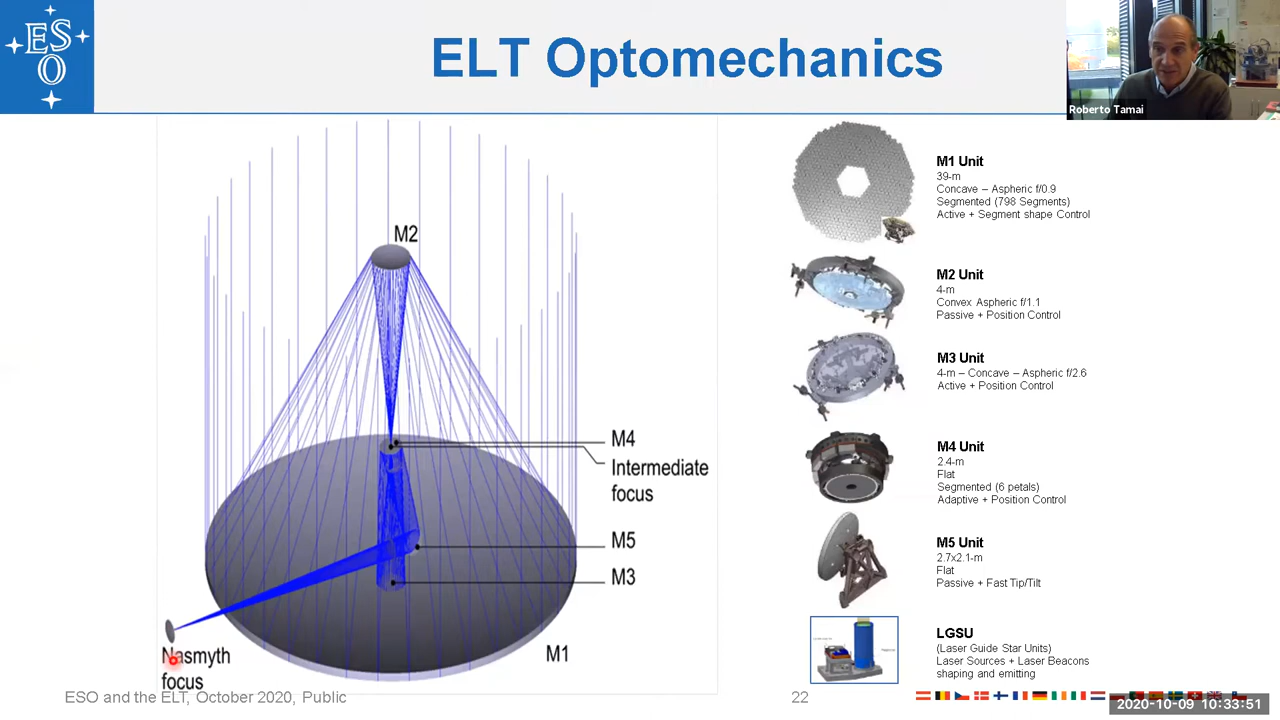 ES
O
ELT Optomechanics
Roberto Tamai
M2
M4
Intermediate
focus
M5
M3
M1
Nasmyth
focus
M1 Unit
39-m
Concave – Aspheric f/0.9
Segmented (798 Segments)
Active + Segment shape Control
M2 Unit
4-m
Convex Aspheric f/1.1
Passive + Position Control
M3 Unit
4-m – Concave – Aspheric f/2.6
Active + Position Control
M4 Unit
2.4-m
Flat
Segmented (6 petals)
Adaptive + Position Control
M5 Unit
2.7x2.1-m
Flat
Passive + Fast Tip/Tilt
LGSU
(Laser Guide Star Units)
Laser Sources + Laser Beacons
shaping and emitting
ESO and the ELT, October 2020, Public
22
2020-10-09 10:33:51